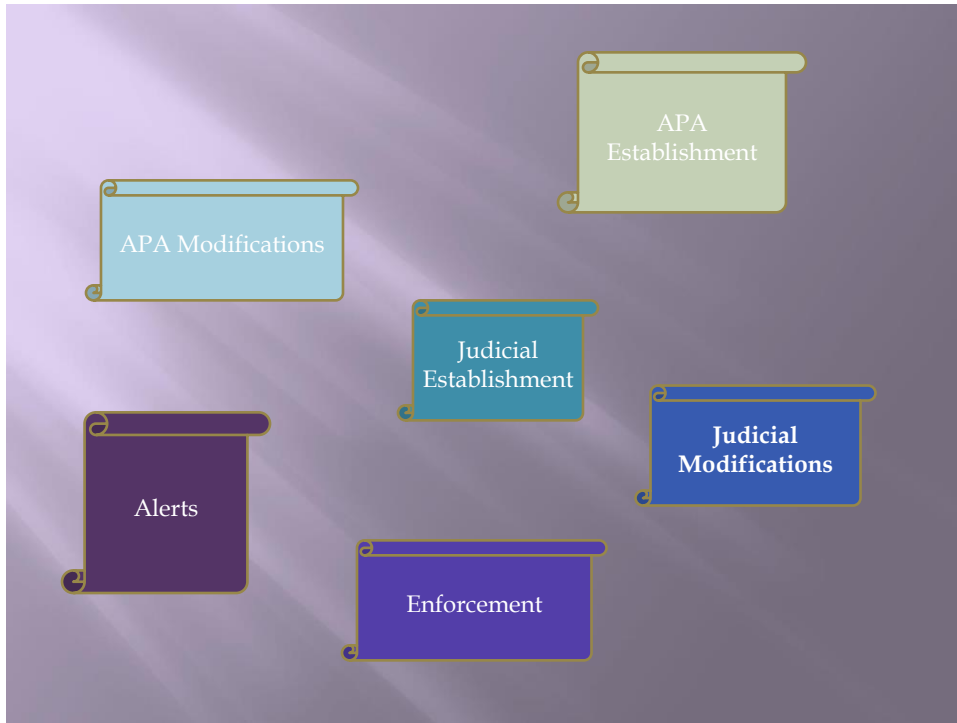 APA
Establishment
APA Modifications
Judicial
Establishment
Judicial
Modifications
Alerts
Enforcement